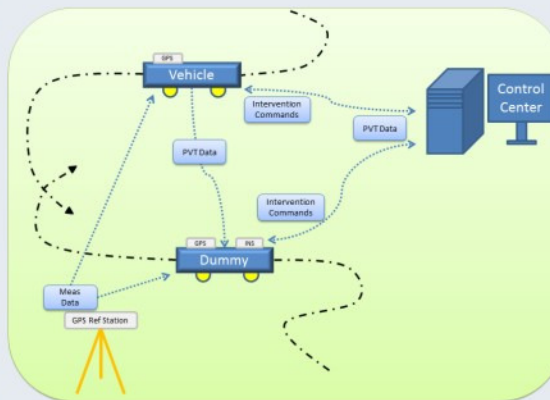 GPS
Vehicle
Control
Center
Intervention
Commands
PVT Data
PVT Data
Intervention
Commands
GPS
INS
Dummy
Meas
Data
GPS Ref Station